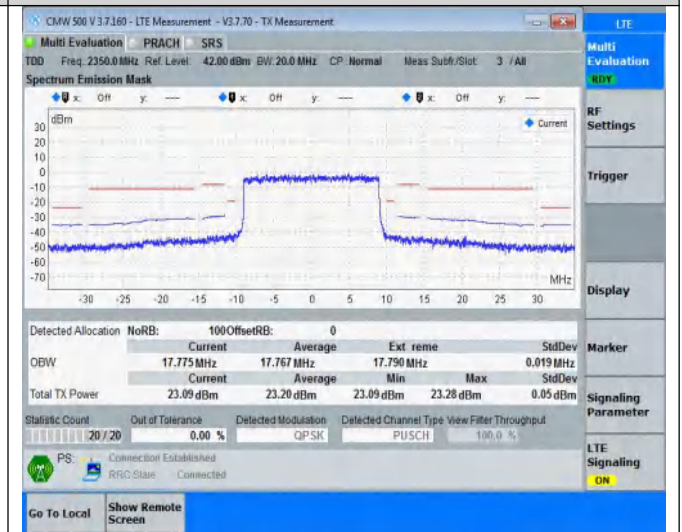 CMW 500 V 3.7.160 - LTE Measurement - V3.7.70 - TX Measurement
LTE
Multi Evaluation PRACH SRS
Multi Evaluation
RDY
TDD Freq.: 2350.0 MHz Ref. Level: 42.00 dBm BW: 20.0 MHz CP: Normal Meas Subfr./Slot: 3 / All
Spectrum Emission Mask
x: Off y: --- x: Off y: --- x: Off y: ---
RF Settings
dBm
Current
30
20
10
0
-10
-20
-30
-40
-50
-60
-70
MHz
-30 -25 -20 -15 -10 -5 0 5 10 15 20 25 30
Trigger
Display
Detected Allocation NoRB: 100 OffsetRB: 0
Current Average Ext reme StdDev
OBW 17.775 MHz 17.767 MHz 17.790 MHz 0.019 MHz
Current Average Min Max StdDev
Total TX Power 23.09 dBm 23.20 dBm 23.09 dBm 23.28 dBm 0.05 dBm
Marker
Signaling Parameter
Statistic Count Out of Tolerance Detected Modulation Detected Channel Type View Filter Throughput
20 / 20 0.00 % QPSK PUSCH 100.0 %
PS: Connection Established
RRC State Connected
LTE Signaling
ON
Go To Local Show Remote Screen